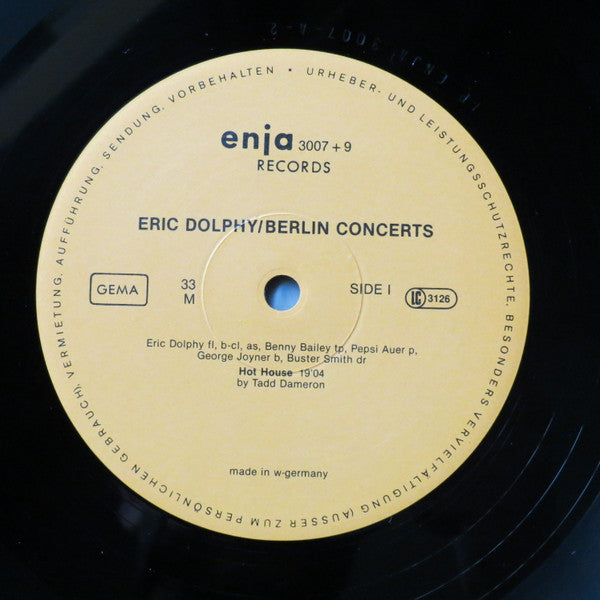 enja 3007 + 9
RECORDS
ERIC DOLPHY/BERLIN CONCERTS
GEMA
33
M
SIDE I
LC 3126
Eric Dolphy fl, b-cl, as, Benny Bailey tp, Pepsi Auer p,
George Joyner b, Buster Smith dr
Hot House 19'04
by Tadd Dameron
made in w-germany
URHEBER- UND LEISTUNGSSCHUTZRECHTE, BESONDERS VERVIELFÄLTIGUNG (AUSSER ZUM PERSÖNLICHEN GEBRAUCH), VERMIETUNG, AUFFÜHRUNG, SENDUNG, VORBEHALTEN •